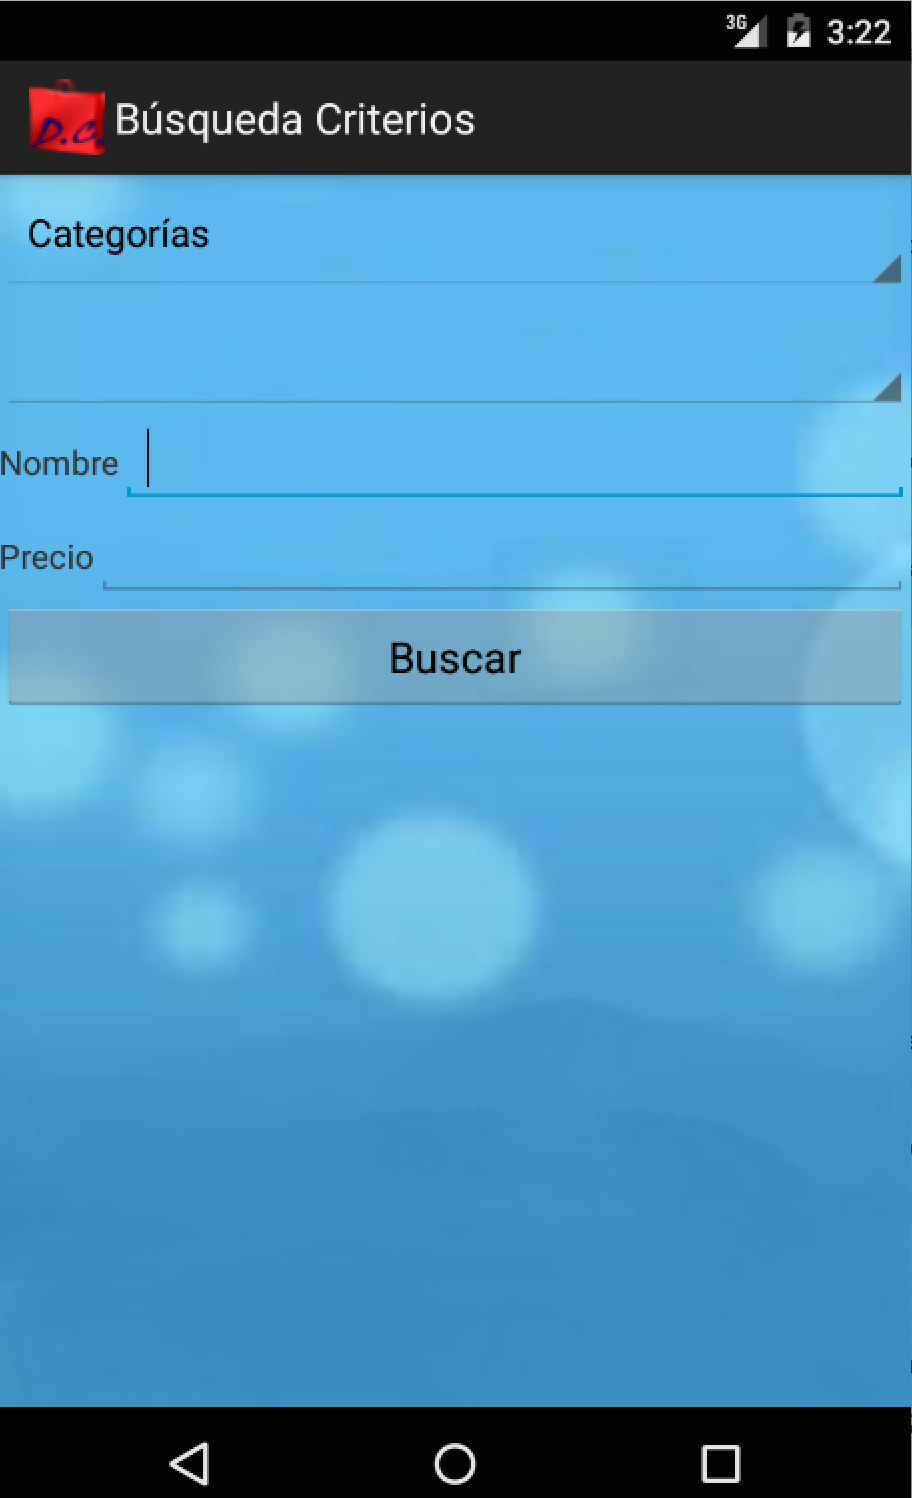 3G 3:22
D.C. Búsqueda Criterios
Categorías
Nombre
Precio
Buscar